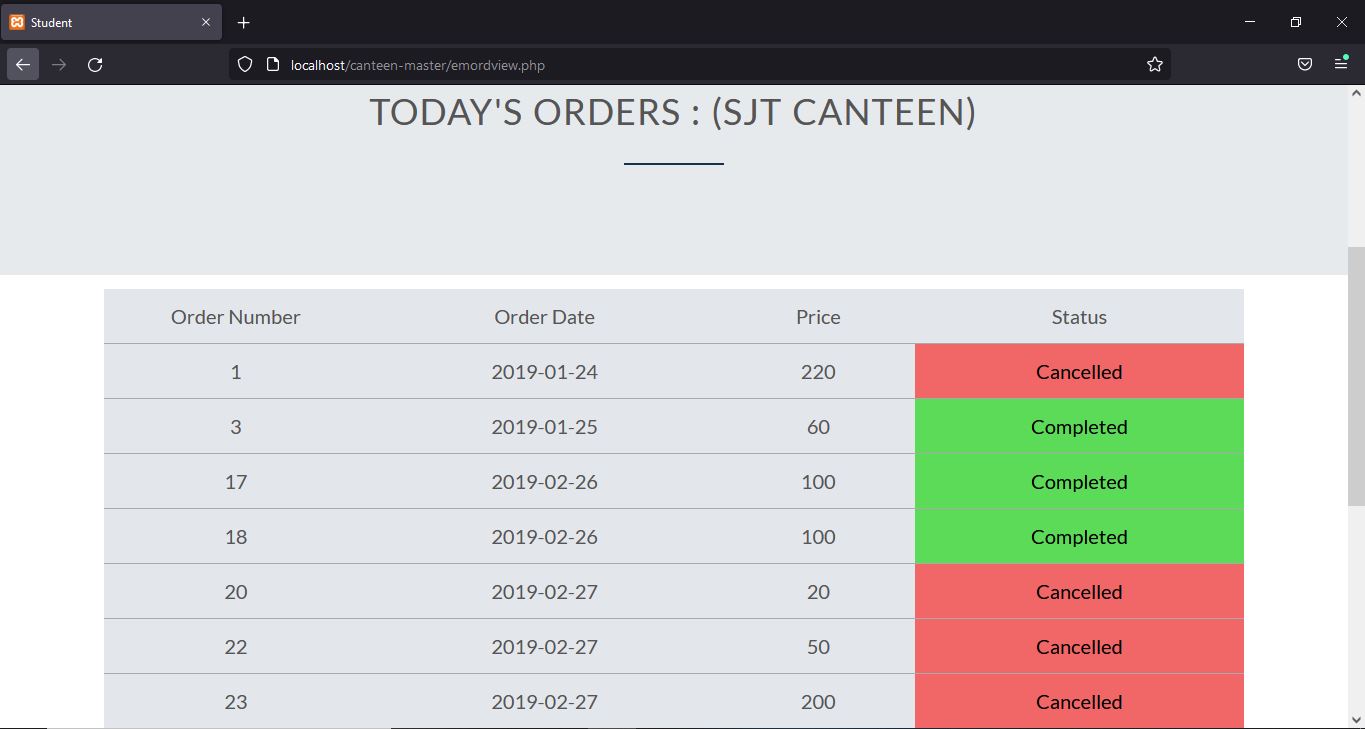 Student
localhost/canteen-master/emordview.php
TODAY'S ORDERS : (SJT CANTEEN)
Order Number Order Date Price Status
1 2019-01-24 220 Cancelled
3 2019-01-25 60 Completed
17 2019-02-26 100 Completed
18 2019-02-26 100 Completed
20 2019-02-27 20 Cancelled
22 2019-02-27 50 Cancelled
23 2019-02-27 200 Cancelled